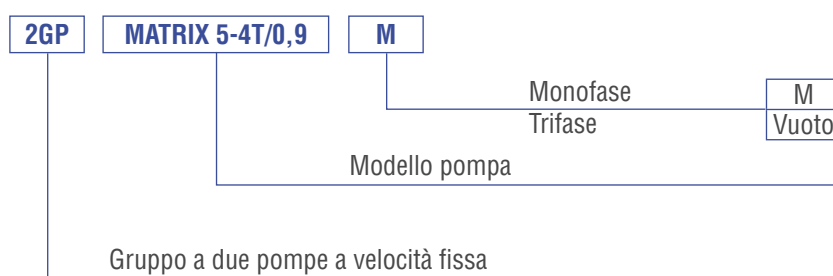 2GP MATRIX 5-4T/0,9 M
Monofase M
Trifase Vuoto
Modello pompa
Gruppo a due pompe a velocità fissa